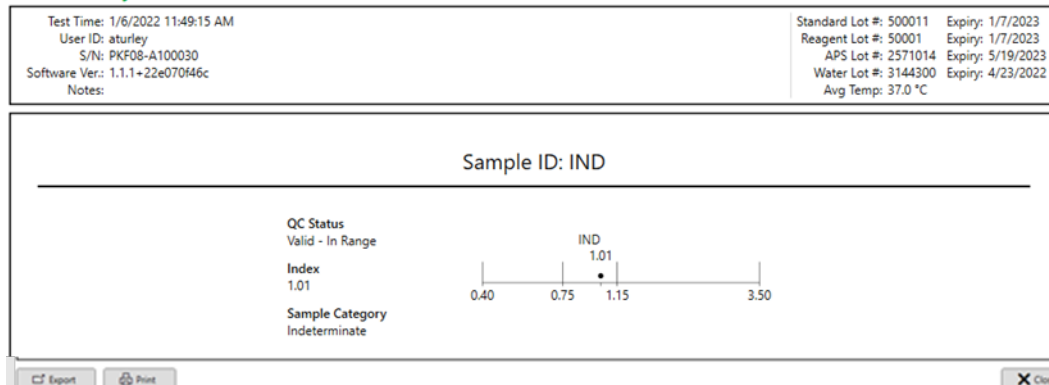 Test Time: 1/6/2022 11:49:15 AM
User ID: aturley
S/N: PKF08-A100030
Software Ver.: 1.1.1+22e070f46c
Notes:
Standard Lot #: 500011 Expiry: 1/7/2023
Reagent Lot #: 50001 Expiry: 1/7/2023
APS Lot #: 2571014 Expiry: 5/19/2023
Water Lot #: 3144300 Expiry: 4/23/2022
Avg Temp: 37.0 °C
Sample ID: IND
QC Status
Valid - In Range
Index
1.01
Sample Category
Indeterminate
IND
1.01
0.40 0.75 1.15 3.50
Export Print